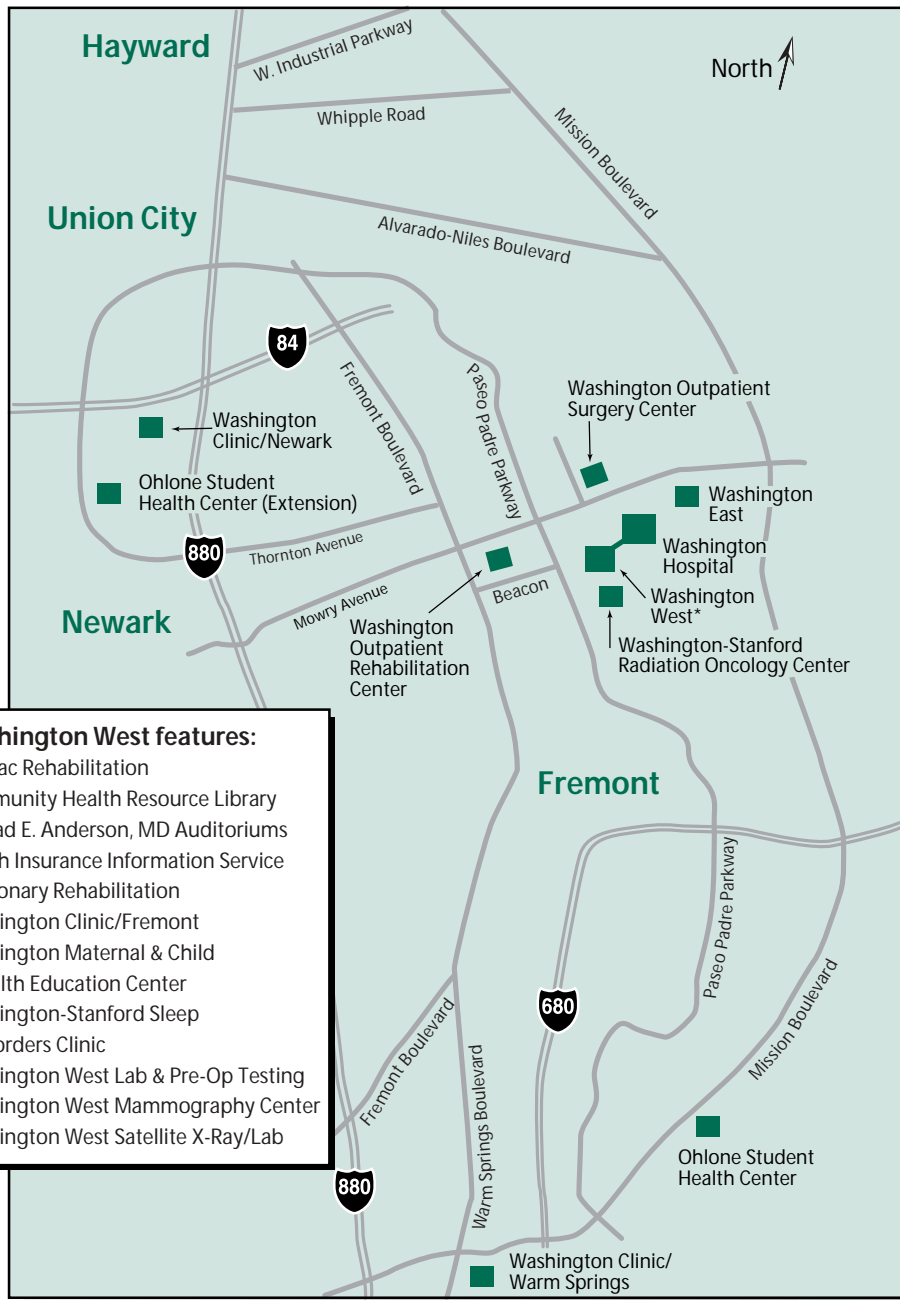 Hayward
W. Industrial Parkway
North
Whipple Road
Mission Boulevard
Union City
Alvarado-Niles Boulevard
84
Fremont Boulevard
Paseo Padre Parkway
Washington Outpatient
Surgery Center
Washington
Clinic/Newark
Ohlone Student
Health Center (Extension)
Washington
East
880
Thornton Avenue
Washington
Hospital
Mowry Avenue
Beacon
Washington
West*
Newark
Washington
Outpatient
Rehabilitation
Center
Washington-Stanford
Radiation Oncology Center
hington West features:
ac Rehabilitation
munity Health Resource Library
ad E. Anderson, MD Auditoriums
h Insurance Information Service
onary Rehabilitation
ington Clinic/Fremont
ington Maternal & Child
lth Education Center
ington-Stanford Sleep
orders Clinic
ington West Lab & Pre-Op Testing
ington West Mammography Center
ington West Satellite X-Ray/Lab
Fremont
Paseo Padre Parkway
680
Mission Boulevard
Fremont Boulevard
Warm Springs Boulevard
880
Ohlone Student
Health Center
Washington Clinic/
Warm Springs